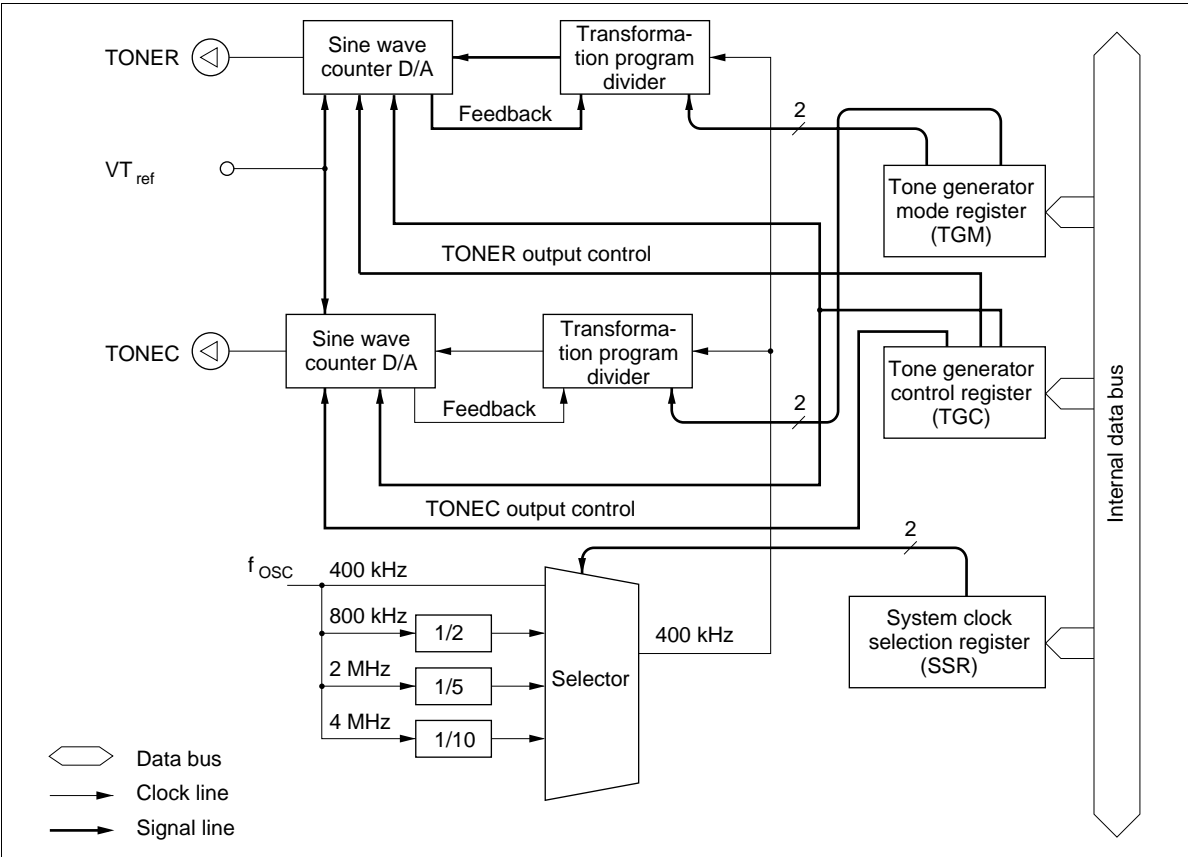 TONER
Sine wave
counter D/A
Transforma-
tion program
divider
Feedback
2
VT ref
Tone generator
mode register
(TGM)
TONER output control
TONEC
Sine wave
counter D/A
Transforma-
tion program
divider
Feedback
2
Tone generator
control register
(TGC)
TONEC output control
Internal data bus
f OSC
400 kHz
800 kHz
1/2
2 MHz
1/5
4 MHz
1/10
Selector
400 kHz
2
System clock
selection register
(SSR)
Data bus
Clock line
Signal line